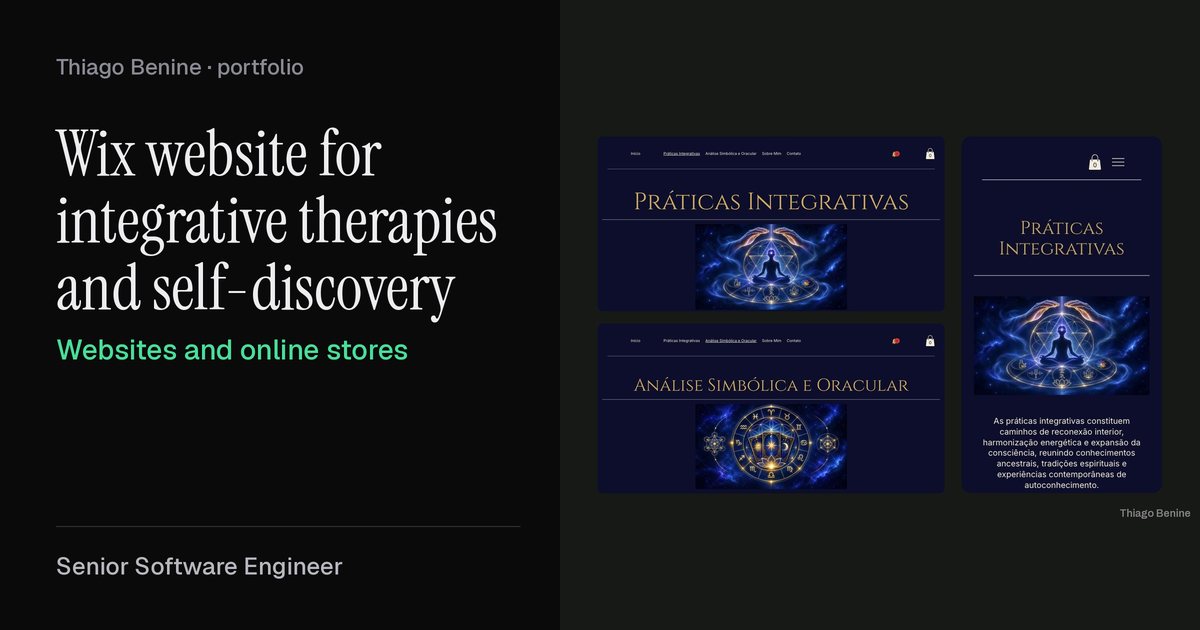 Thiago Benine · portfolio
Wix website for
integrative therapies
and self-discovery
Websites and online stores
Senior Software Engineer
Início Práticas Integrativas Análise Simbólica e Oracular Sobre Mim Contato
0
Práticas Integrativas
Início Práticas Integrativas Análise Simbólica e Oracular Sobre Mim Contato
0
Análise Simbólica e Oracular
0
Práticas
Integrativas
As práticas integrativas constituem
caminhos de reconexão interior,
harmonização energética e expansão da
consciência, reunindo conhecimentos
ancestrais, tradições espirituais e
experiências contemporâneas de
autoconhecimento.
Thiago Benine